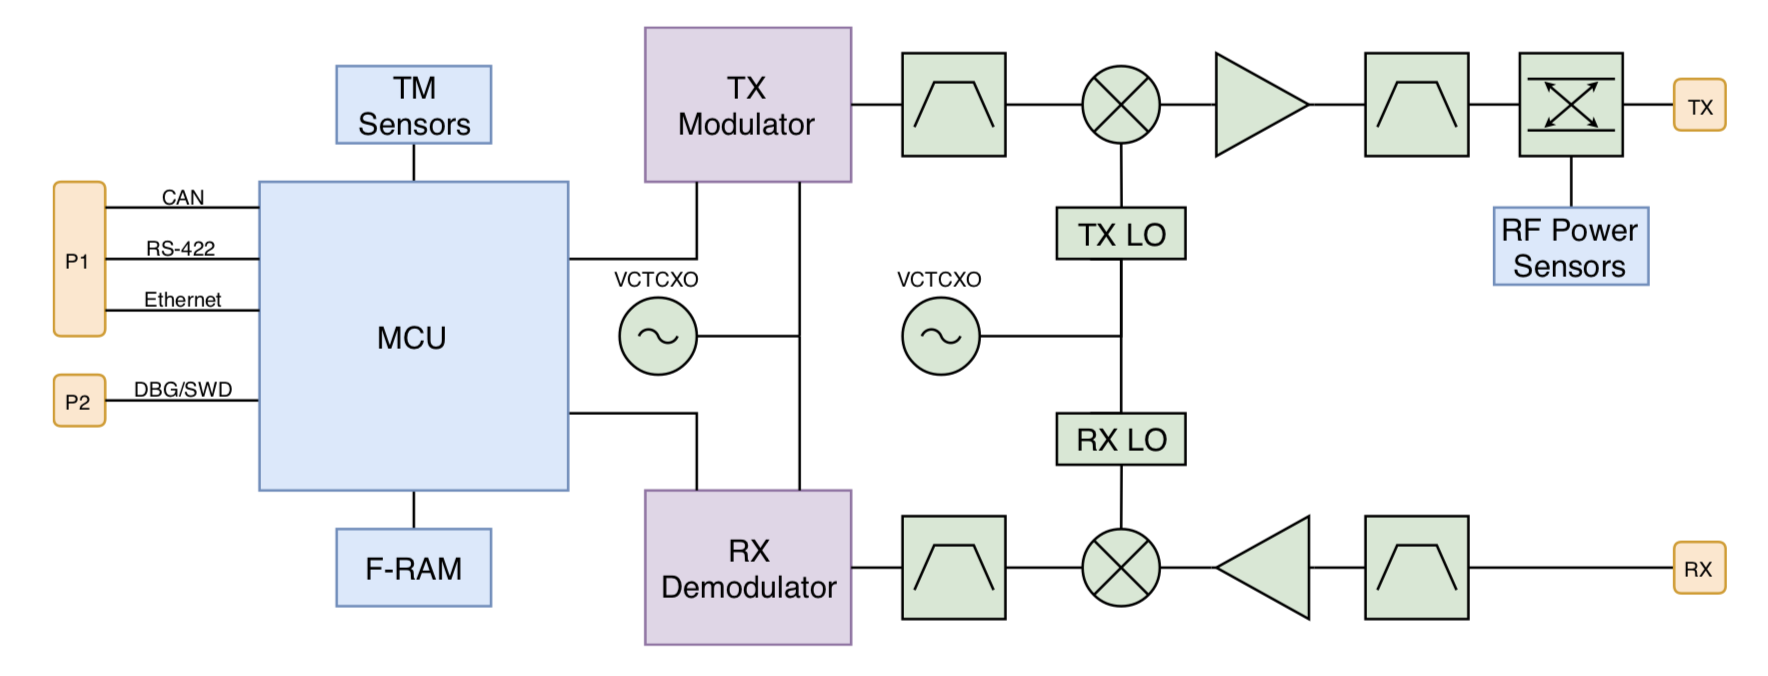 TM
Sensors
TX
Modulator
TX
CAN
P1
RS-422
Ethernet
MCU
P2
DBG/SWD
VCTCXO
VCTCXO
TX LO
RF Power
Sensors
RX LO
F-RAM
RX
Demodulator
RX